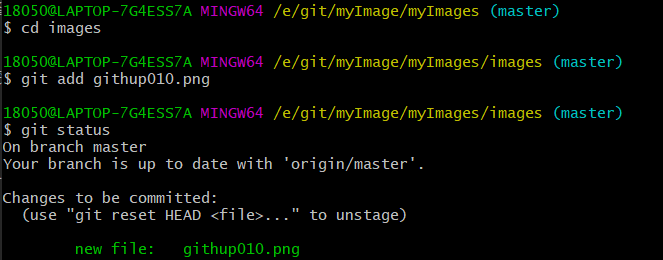 18050@LAPTOP-7G4ESS7A MINGW64 /e/git/myImage/myImages (master)
$ cd images
18050@LAPTOP-7G4ESS7A MINGW64 /e/git/myImage/myImages/images (master)
$ git add githup010.png
18050@LAPTOP-7G4ESS7A MINGW64 /e/git/myImage/myImages/images (master)
$ git status
On branch master
Your branch is up to date with 'origin/master'.
Changes to be committed:
  (use "git reset HEAD <file>..." to unstage)
        new file:   githup010.png